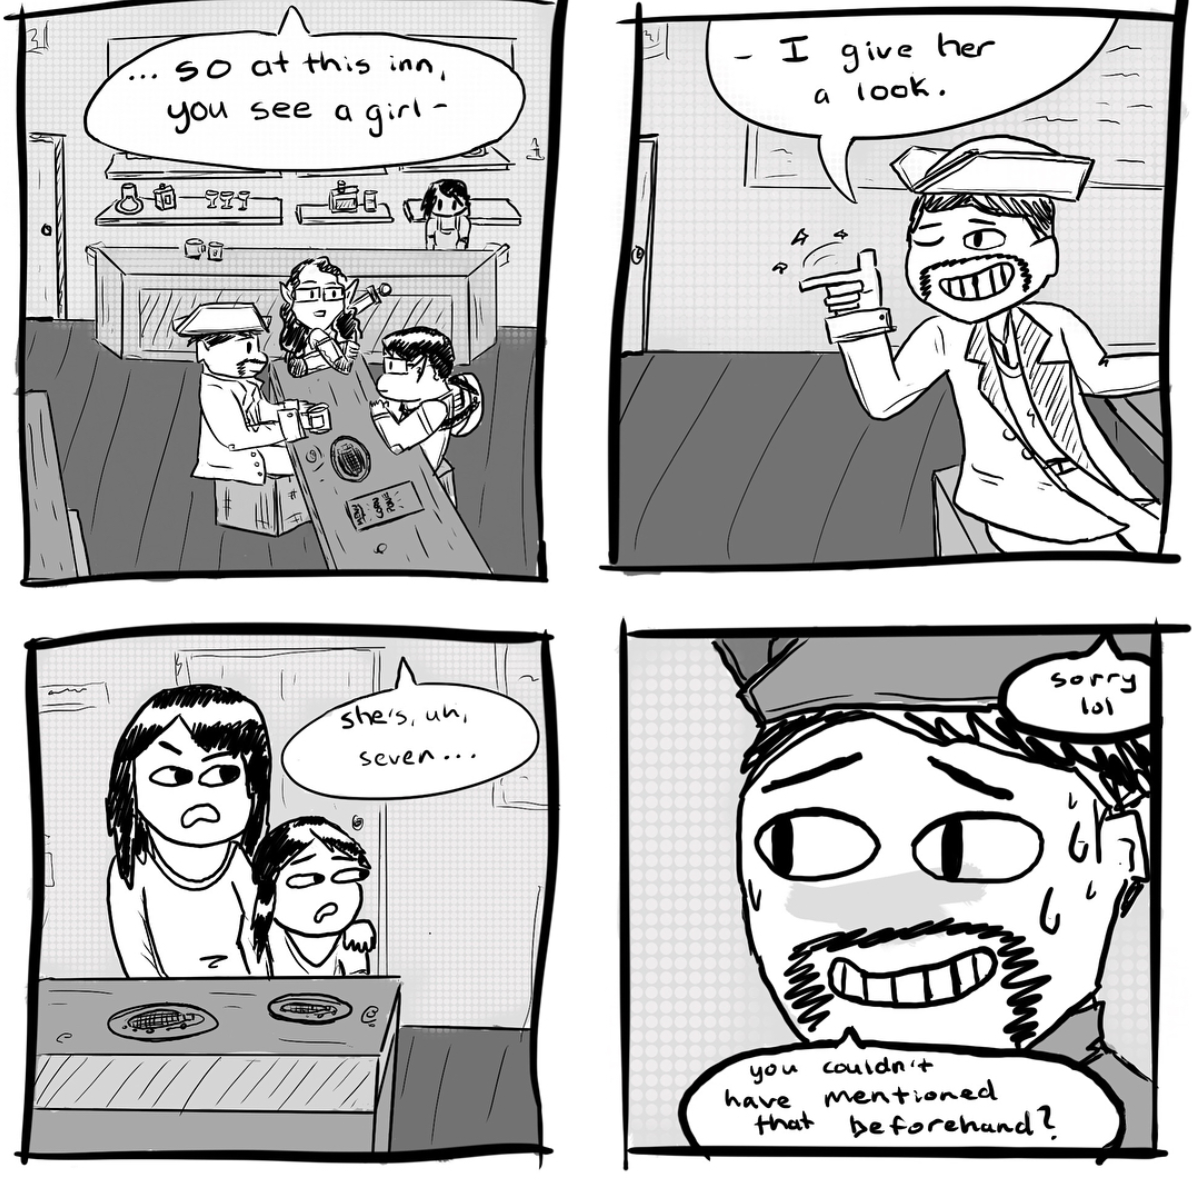 ... so at this inn,
you see a girl-
- I give her
a look.
she's, uh,
seven...
sorry
lol
you couldn't
have mentioned
that beforehand?